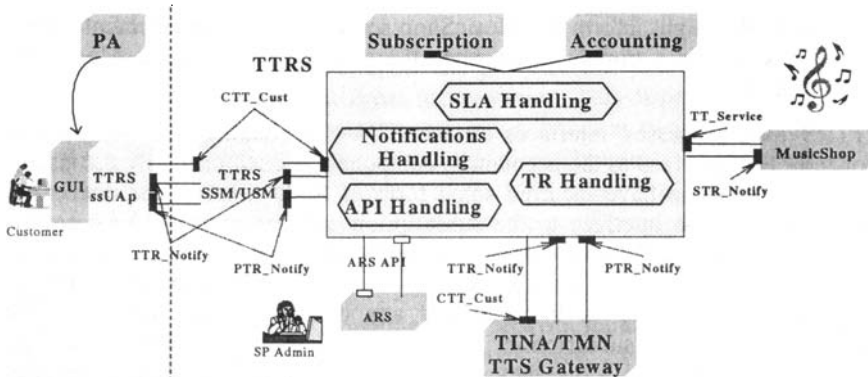 PA
Subscription
Accounting
TTRS
SLA Handling
CTT_Cust
TT_Service
Notifications
Handling
MusicShop
GUI
TTRS
ssUAp
TTRS
SSM/USM
TR Handling
STR_Notify
API Handling
Customer
TTR_Notify
PTR_Notify
ARS API
TTR_Notify
PTR_Notify
CTT_Cust
ARS
SP Admin
TINA/TMN
TTS Gateway